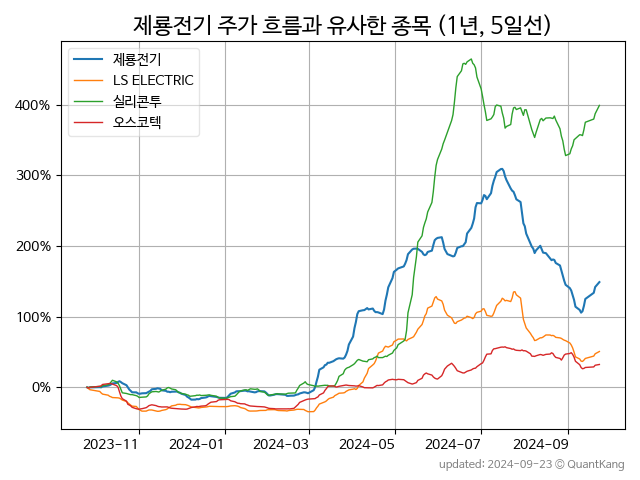 제룡전기 주가 흐름과 유사한 종목 (1년, 5일선)
제룡전기
LS ELECTRIC
실리콘투
오스코텍
400%
300%
200%
100%
0%
2023-11 2024-01 2024-03 2024-05 2024-07 2024-09
updated: 2024-09-23 © QuantKang